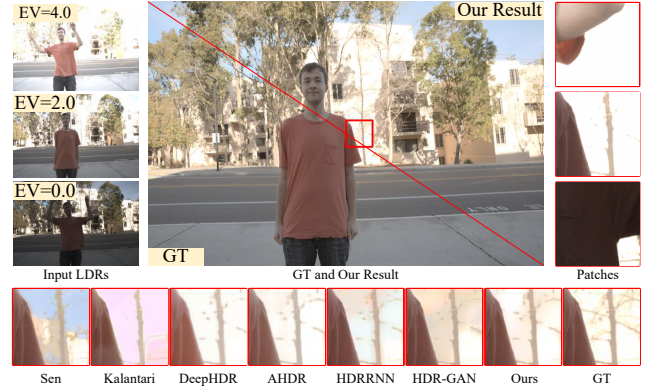 EV=4.0
Our Result
EV=2.0
EV=0.0
GT
Input LDRs
GT and Our Result
Patches
Sen
Kalantari
DeepHDR
AHDR
HDRRNN
HDR-GAN
Ours
GT